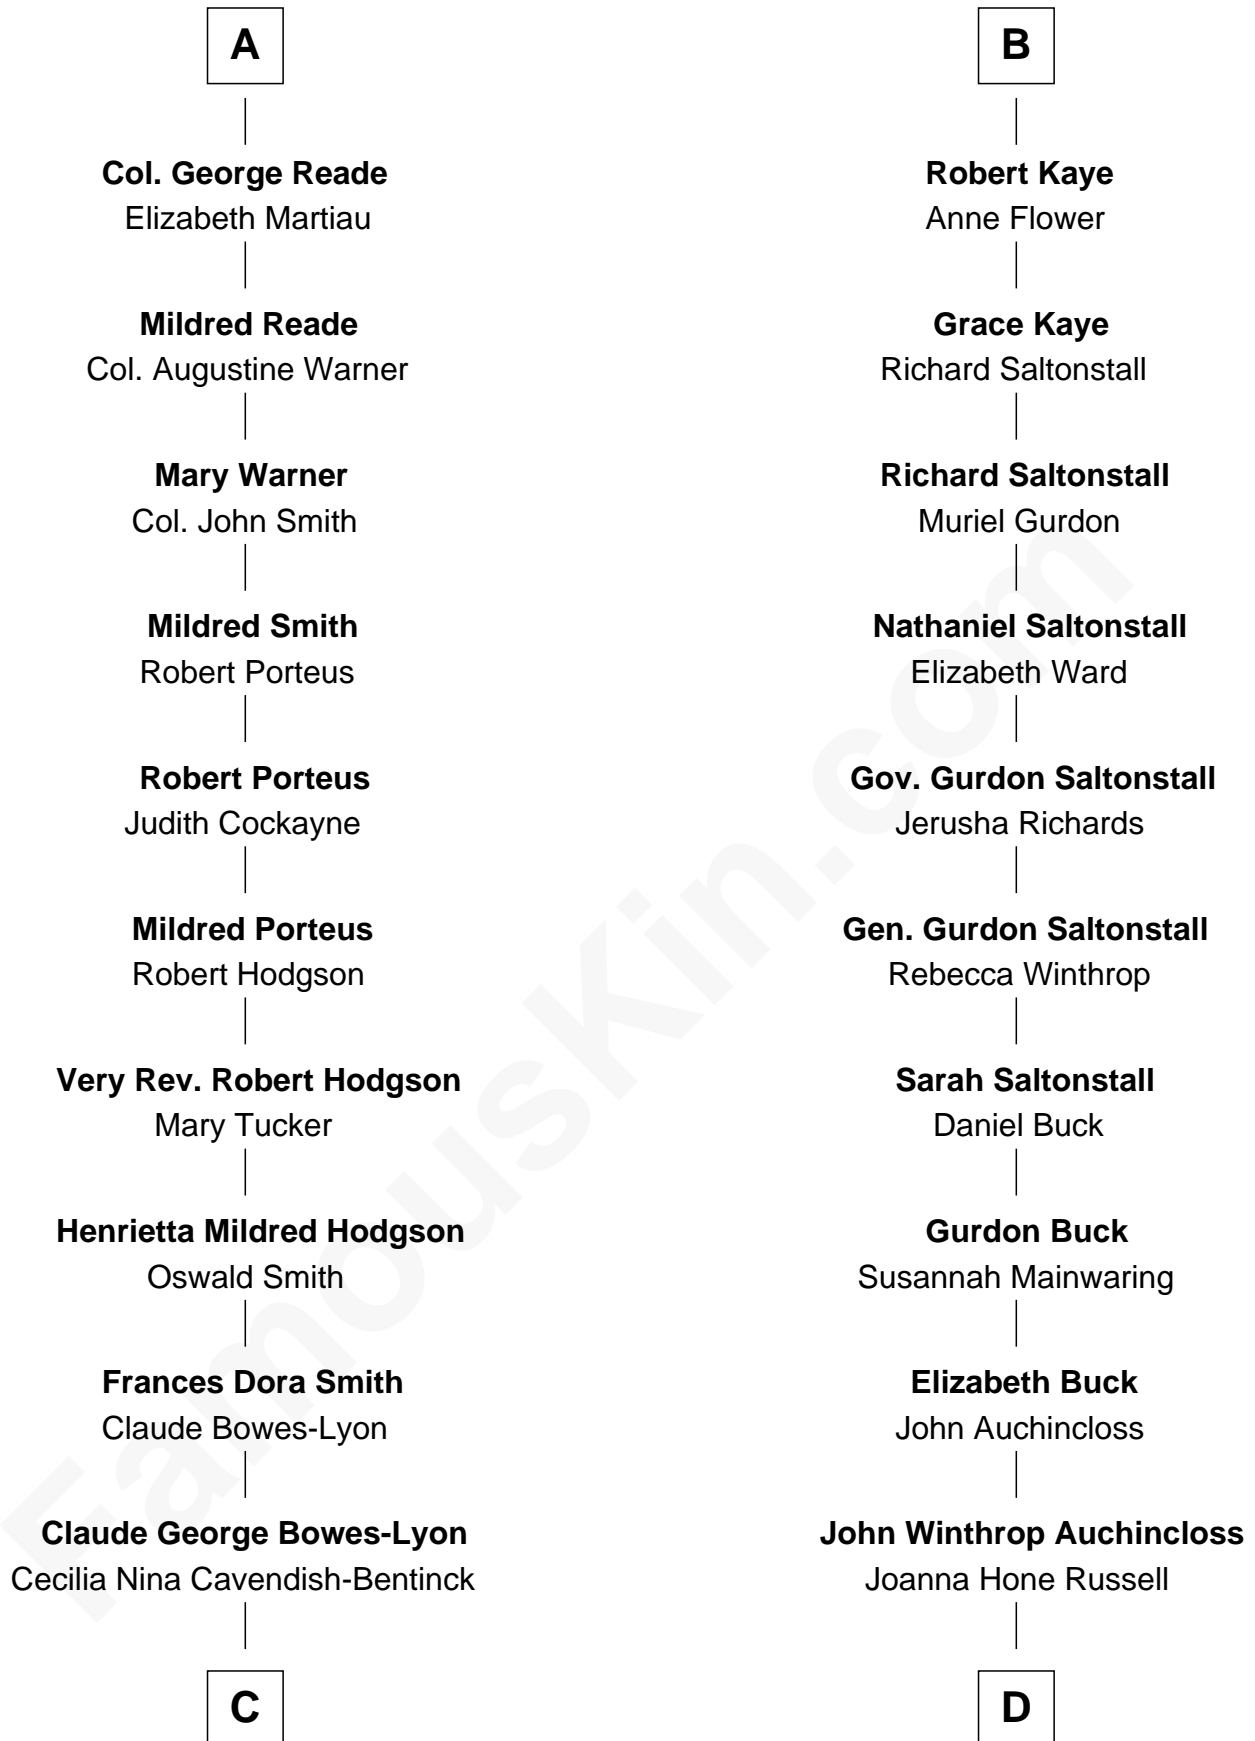 A
Col. George Reade
Elizabeth Martiau
Mildred Reade
Col. Augustine Warner
Mary Warner
Col. John Smith
Mildred Smith
Robert Porteus
Robert Porteus
Judith Cockayne
Mildred Porteus
Robert Hodgson
Very Rev. Robert Hodgson
Mary Tucker
Henrietta Mildred Hodgson
Oswald Smith
Frances Dora Smith
Claude Bowes-Lyon
Claude George Bowes-Lyon
Cecilia Nina Cavendish-Bentinck
C
B
Robert Kaye
Anne Flower
Grace Kaye
Richard Saltonstall
Richard Saltonstall
Muriel Gurdon
Nathaniel Saltonstall
Elizabeth Ward
Gov. Gurdon Saltonstall
Jerusha Richards
Gen. Gurdon Saltonstall
Rebecca Winthrop
Sarah Saltonstall
Daniel Buck
Gurdon Buck
Susannah Mainwaring
Elizabeth Buck
John Auchincloss
John Winthrop Auchincloss
Joanna Hone Russell
D
FamousKin.com